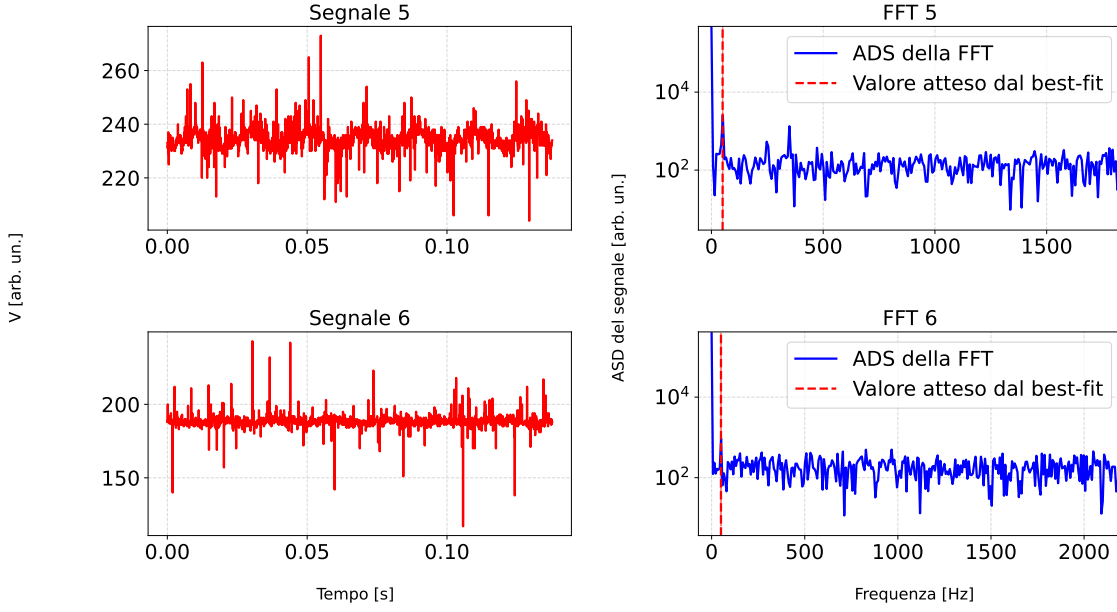 Segnale 5
260
240
220
0.00
0.05
0.10
FFT 5
ADS della FFT
Valore atteso dal best-fit
10⁴
10²
0
500
1000
1500
V [arb. un.]
ASD del segnale [arb. un.]
Segnale 6
200
150
0.00
0.05
0.10
Tempo [s]
FFT 6
ADS della FFT
Valore atteso dal best-fit
10⁴
10²
0
500
1000
1500
2000
Frequenza [Hz]